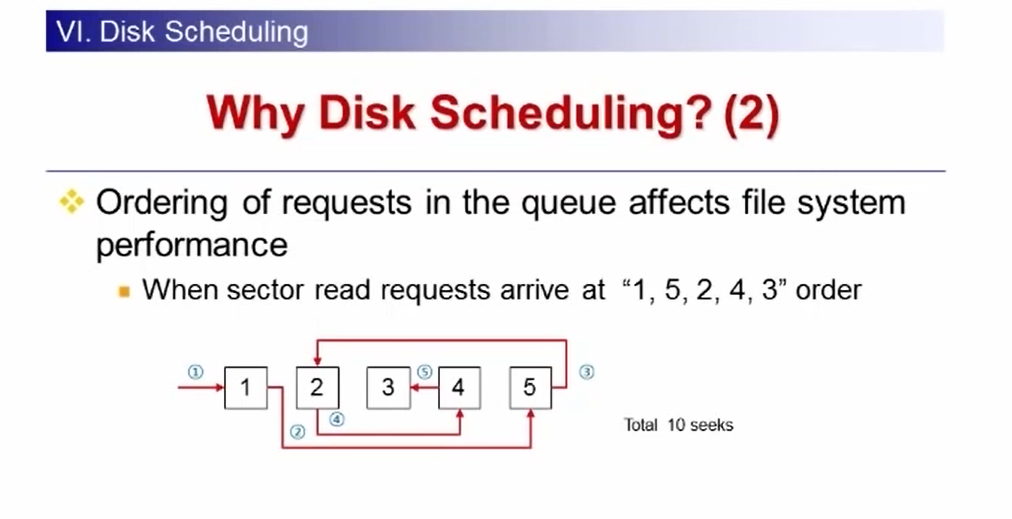 VI. Disk Scheduling
Why Disk Scheduling? (2)
Ordering of requests in the queue affects file system
performance
When sector read requests arrive at “1, 5, 2, 4, 3” order
① 1 2 3 ⑤ 4 5 ③
② ④
Total 10 seeks